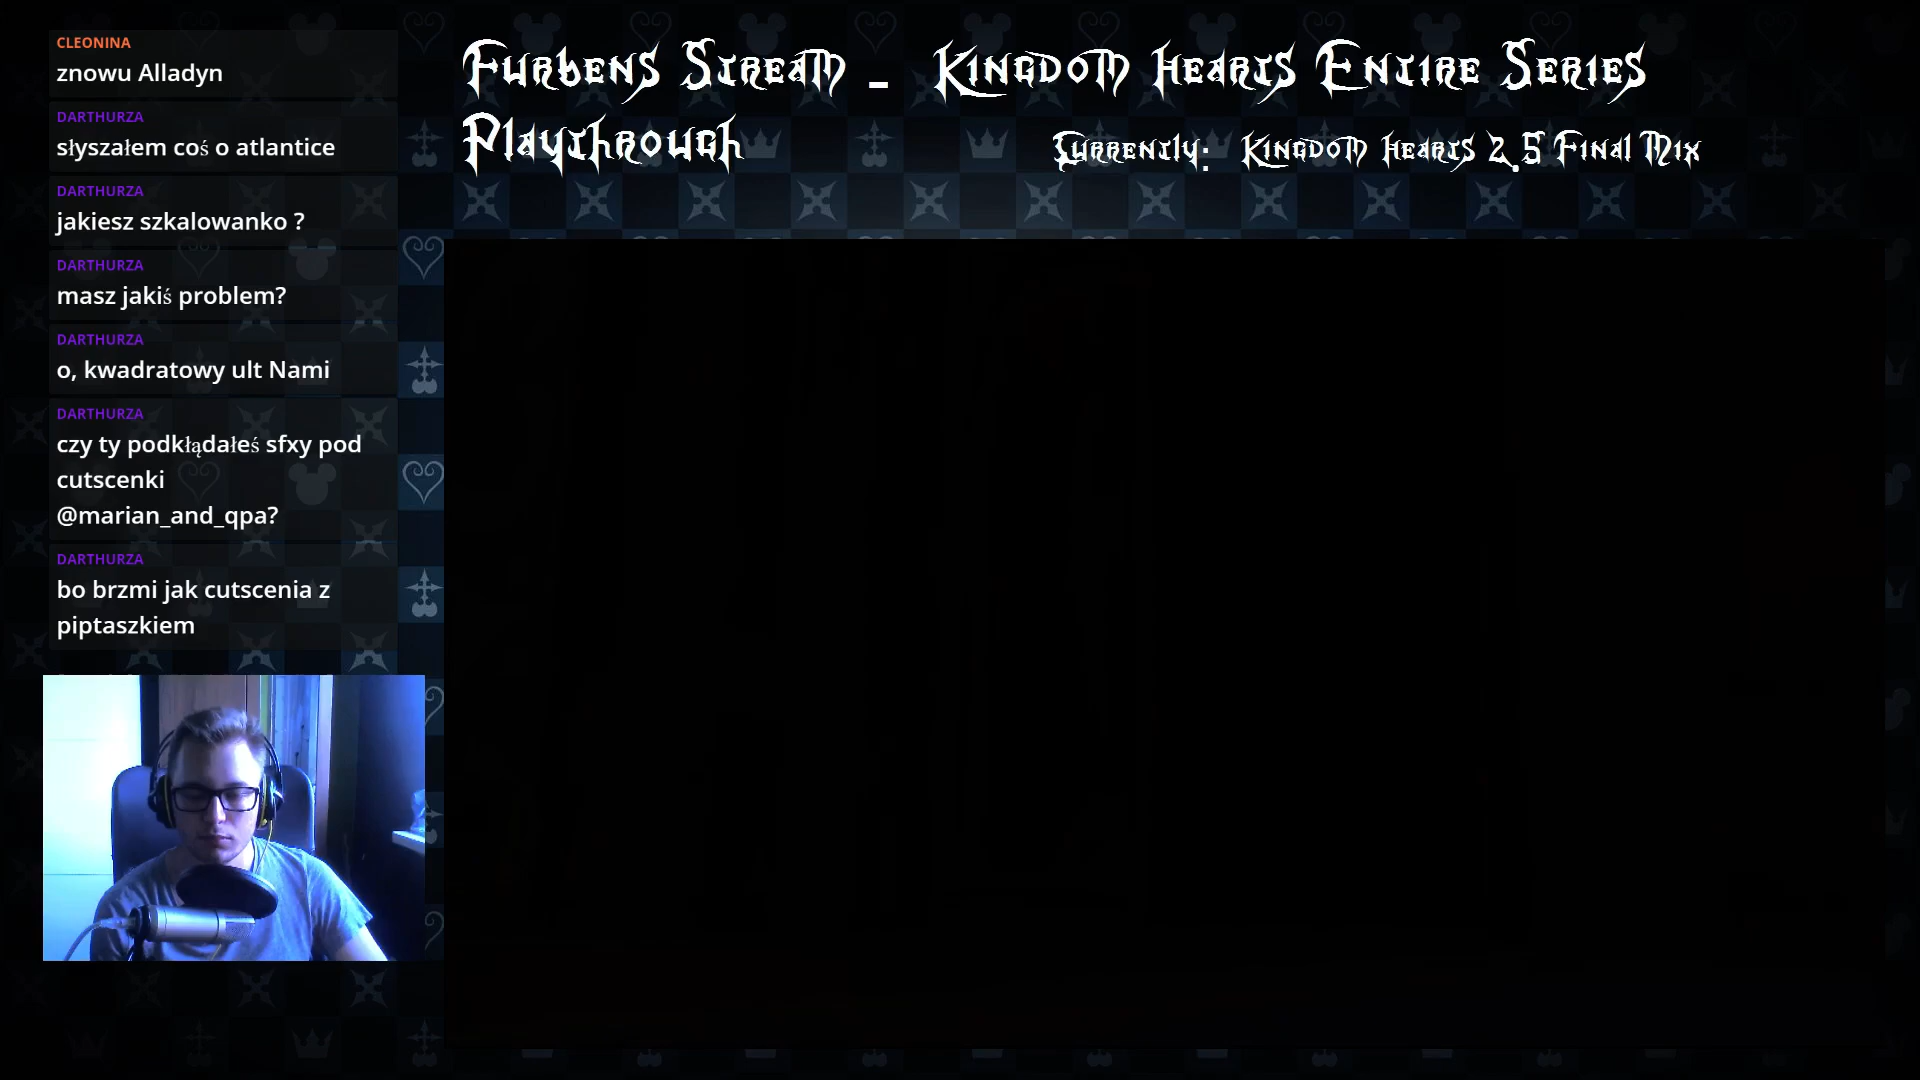 CLEONINA
znowu Alladyn
DARTHURZA
słyszałem coś o atlantice
DARTHURZA
jakiesz szkalowanko ?
DARTHURZA
masz jakiś problem?
DARTHURZA
o, kwadratowy ult Nami
DARTHURZA
czy ty podkłądałeś sfxy pod
cutscenki
@marian_and_qpa?
DARTHURZA
bo brzmi jak cutscenia z
piptaszkiem
Furbens Stream - Kingdom Hearts Entire Series
Playthrough
Currently: Kingdom Hearts 2.5 Final Mix